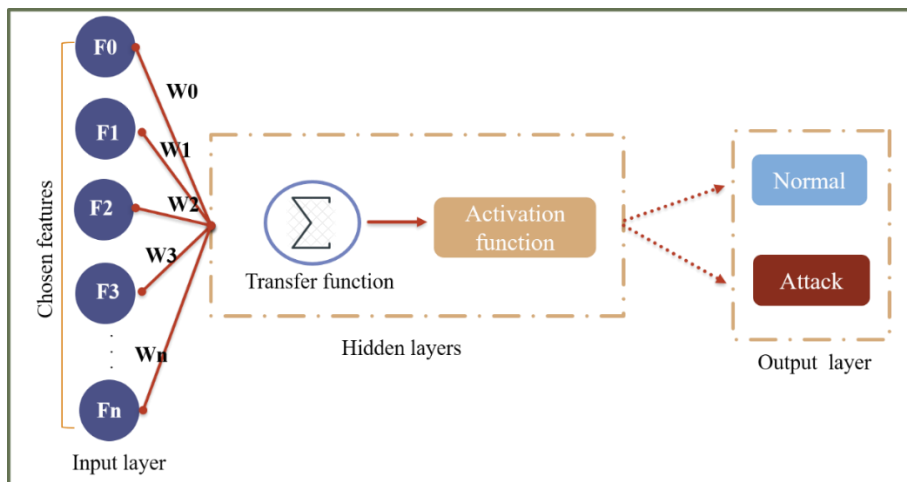 Chosen features
F0
F1
F2
F3
Fn
Input layer
W0
W1
W2
W3
Wn
Σ
Transfer function
Activation
function
Hidden layers
Normal
Attack
Output layer